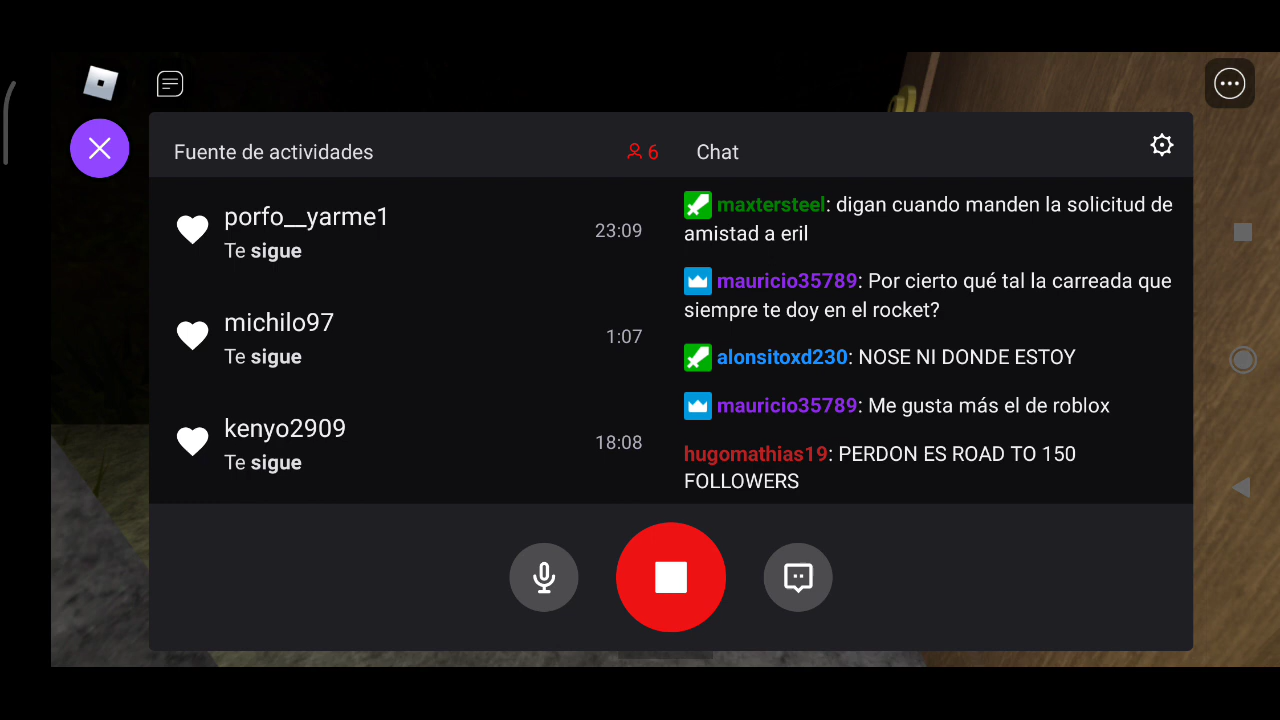 Fuente de actividades
6
porfo__yarme1
Te sigue
23:09
michilo97
Te sigue
1:07
kenyo2909
Te sigue
18:08
Chat
maxtersteel: digan cuando manden la solicitud de
amistad a eril
mauricio35789: Por cierto qué tal la carreada que
siempre te doy en el rocket?
alonsitoxd230: NOSE NI DONDE ESTOY
mauricio35789: Me gusta más el de roblox
hugomathias19: PERDON ES ROAD TO 150
FOLLOWERS